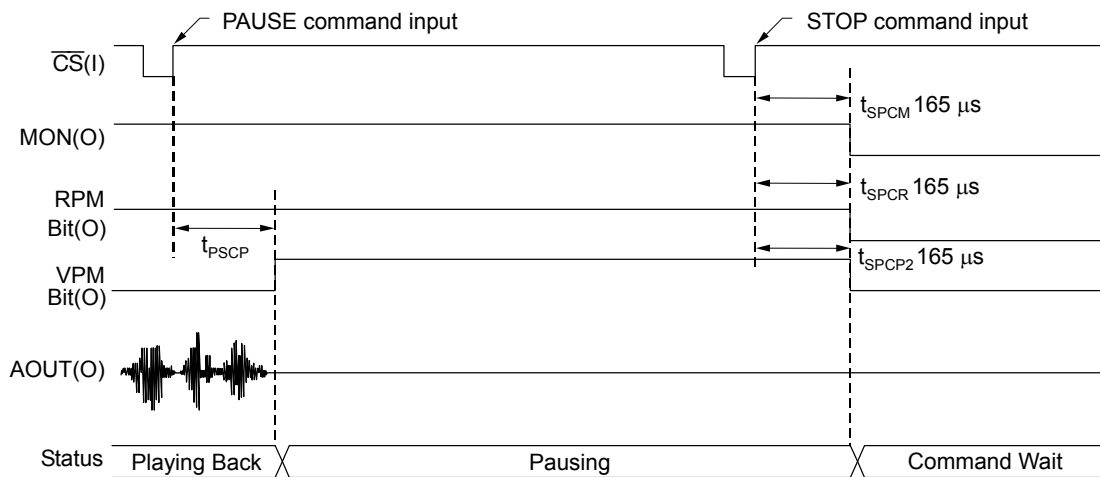 PAUSE command input
STOP command input
CS(I)
tSPCM 165 μs
MON(O)
RPM
Bit(O)
tSPCR 165 μs
tPSCP
VPM
Bit(O)
tSPCP2 165 μs
AOUT(O)
Status
Playing Back
Pausing
Command Wait